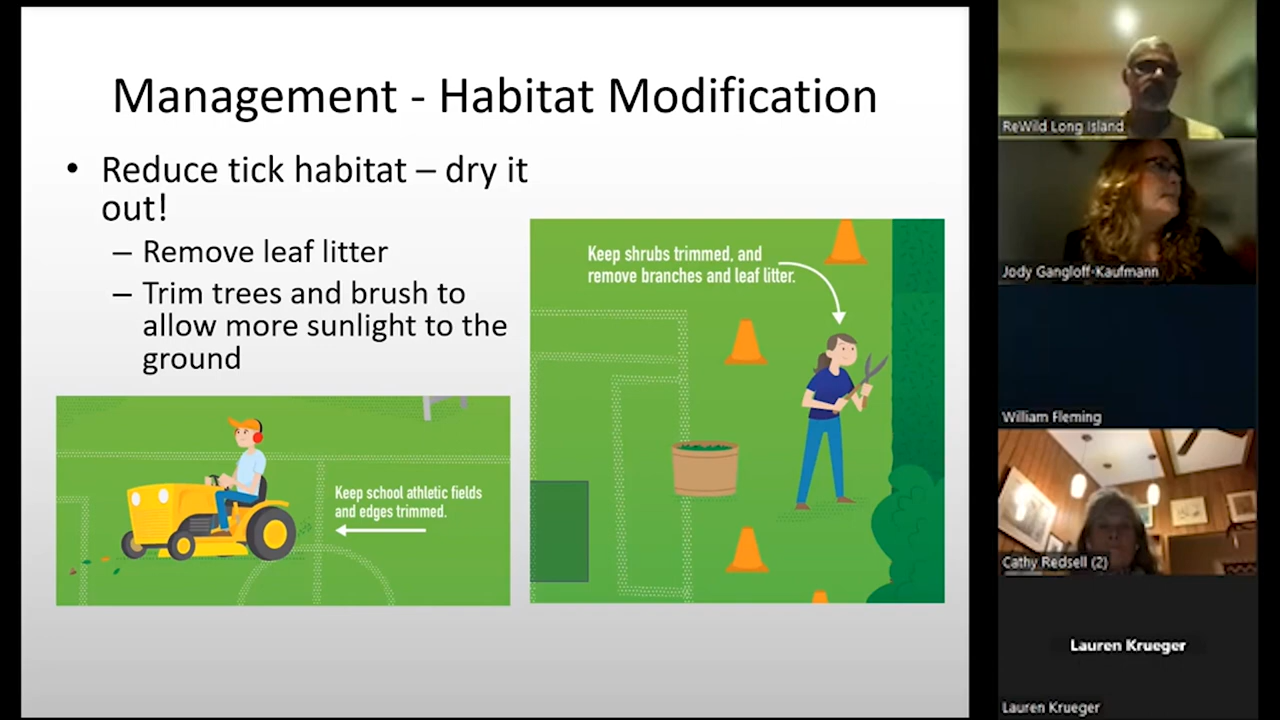 Management - Habitat Modification
• Reduce tick habitat – dry it
out!
– Remove leaf litter
– Trim trees and brush to
allow more sunlight to the
ground
Keep shrubs trimmed, and
remove branches and leaf litter.
Keep school athletic fields
and edges trimmed.
ReWild Long Island
Jody Gangloff-Kaufmann
William Fleming
Cathy Redsell (2)
Lauren Krueger
Lauren Krueger